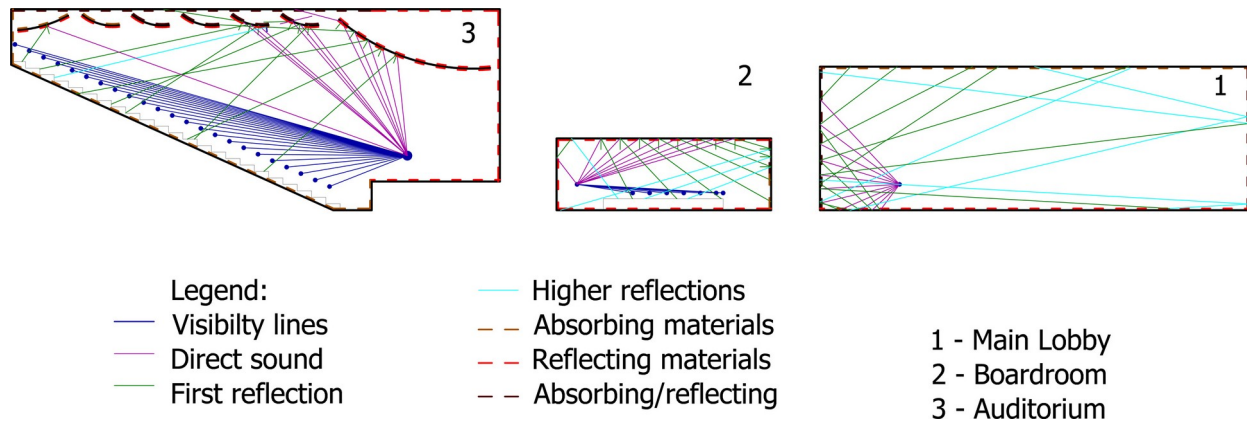 3
2
1
Legend:
Visibilty lines
Direct sound
First reflection
Higher reflections
Absorbing materials
Reflecting materials
Absorbing/reflecting
1 - Main Lobby
2 - Boardroom
3 - Auditorium